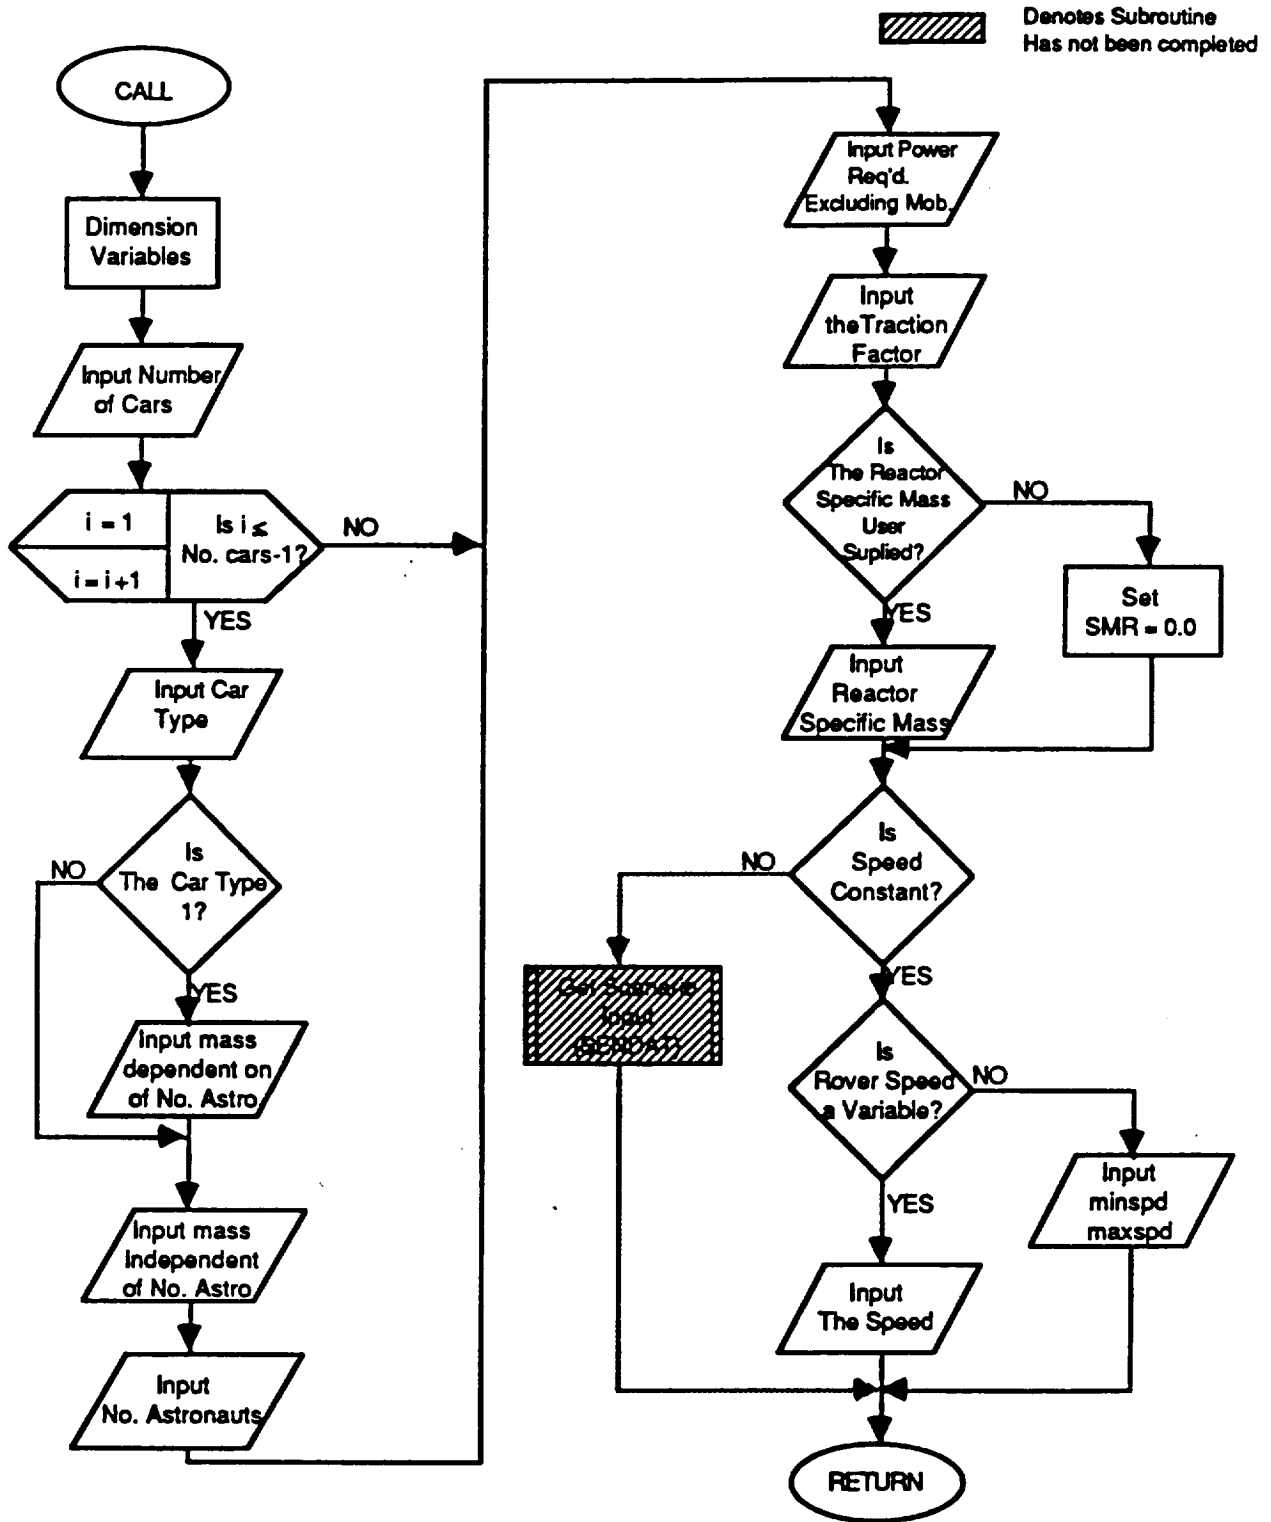 Denotes Subroutine
Has not been completed
CALL
Dimension
Variables
Input Number
of Cars
i = 1
i = i+1
Is i ≤
No. cars-1?
NO
YES
Input Car
Type
Is
The Car Type
1?
NO
YES
Input mass
dependent on
of No. Astro.
Input mass
Independent
of No. Astro.
Input
No. Astronauts
Input Power
Req'd.
Excluding Mob.
Input
theTraction
Factor
Is
The Reactor
Specific Mass
User
Suplied?
NO
YES
Set
SMR = 0.0
Input
Reactor
Specific Mass
Is
Speed
Constant?
NO
YES
Input
Is
Rover Speed
a Variable?
NO
YES
Input
minspd
maxspd
Input
The Speed
RETURN